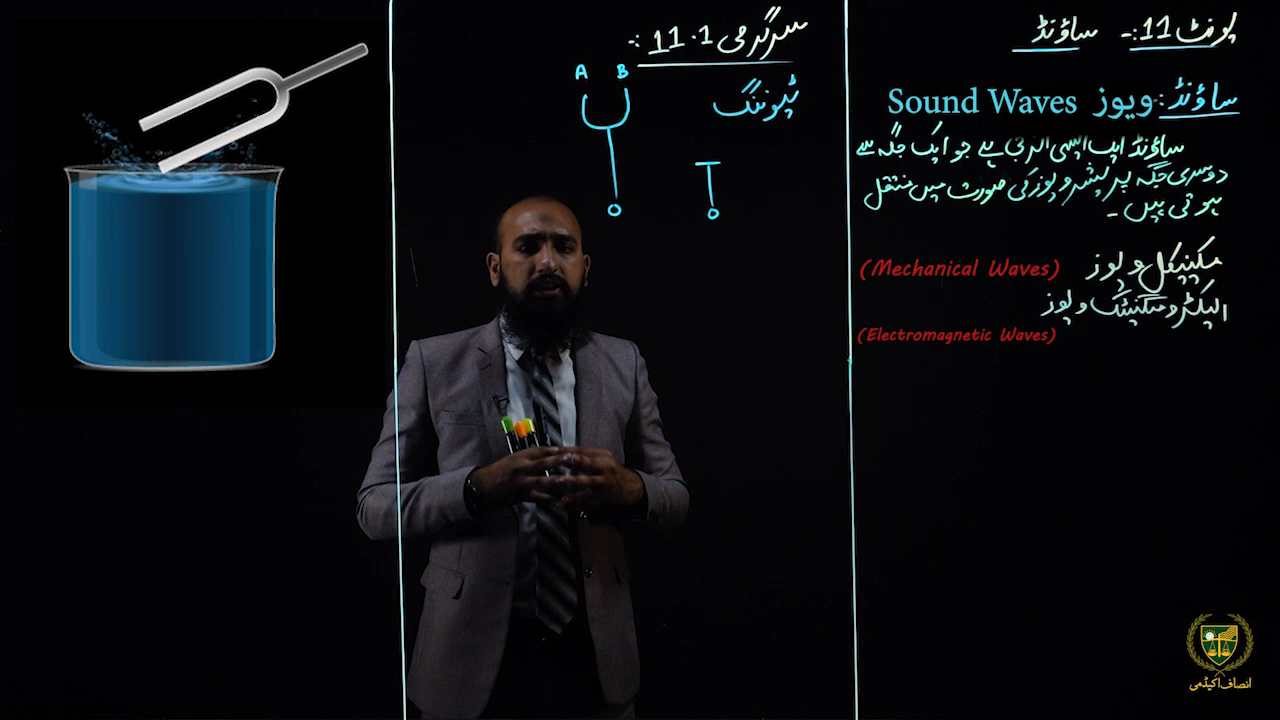 یونٹ 11:- ساؤنڈ
ساؤنڈ ویوز:- Sound Waves
ساؤنڈ ایک ایسی انرجی ہے جو ایک جگہ سے
دوسری جگہ پر پریشر ویوز کی صورت میں منتقل
ہوتی ہیں۔
مکینیکل ویوز (Mechanical Waves)
الیکٹرومیگنیٹک ویوز
(Electromagnetic Waves)
سرگرمی 11.1:-
ٹیوننگ
A B
انصاف اکیڈمی